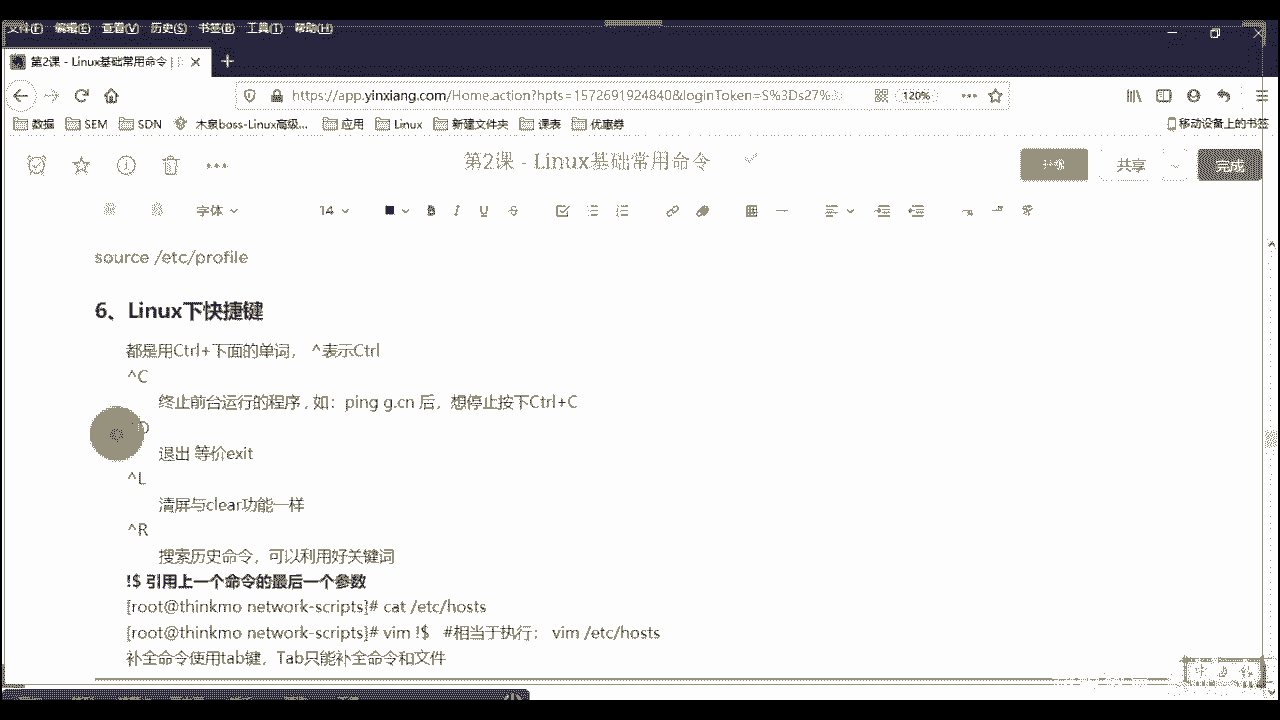 文件(F) 编辑(E) 查看(V) 历史(S) 书签(B) 工具(T) 帮助(H)
第2课 - Linux基础常用命令 |
https://app.yinxiang.com/Home.action?hpts=1572691924840&loginToken=S%3Ds27% 120%
数据 SEM SDN 木泉boss-Linux高级... 应用 Linux 新建文件夹 课表 优惠券 移动设备上的书签
第2课 - Linux基础常用命令 共享 完成
字体 14 B I U S
source /etc/profile
6、Linux下快捷键
都是用Ctrl+下面的单词， ^表示Ctrl
^C
终止前台运行的程序 , 如：ping g.cn 后，想停止按下Ctrl+C
D
退出 等价exit
^L
清屏与clear功能一样
^R
搜索历史命令，可以利用好关键词
!$ 引用上一个命令的最后一个参数
[root@thinkmo network-scripts]# cat /etc/hosts
[root@thinkmo network-scripts]# vim !$ #相当于执行： vim /etc/hosts
补全命令使用tab键，Tab只能补全命令和文件